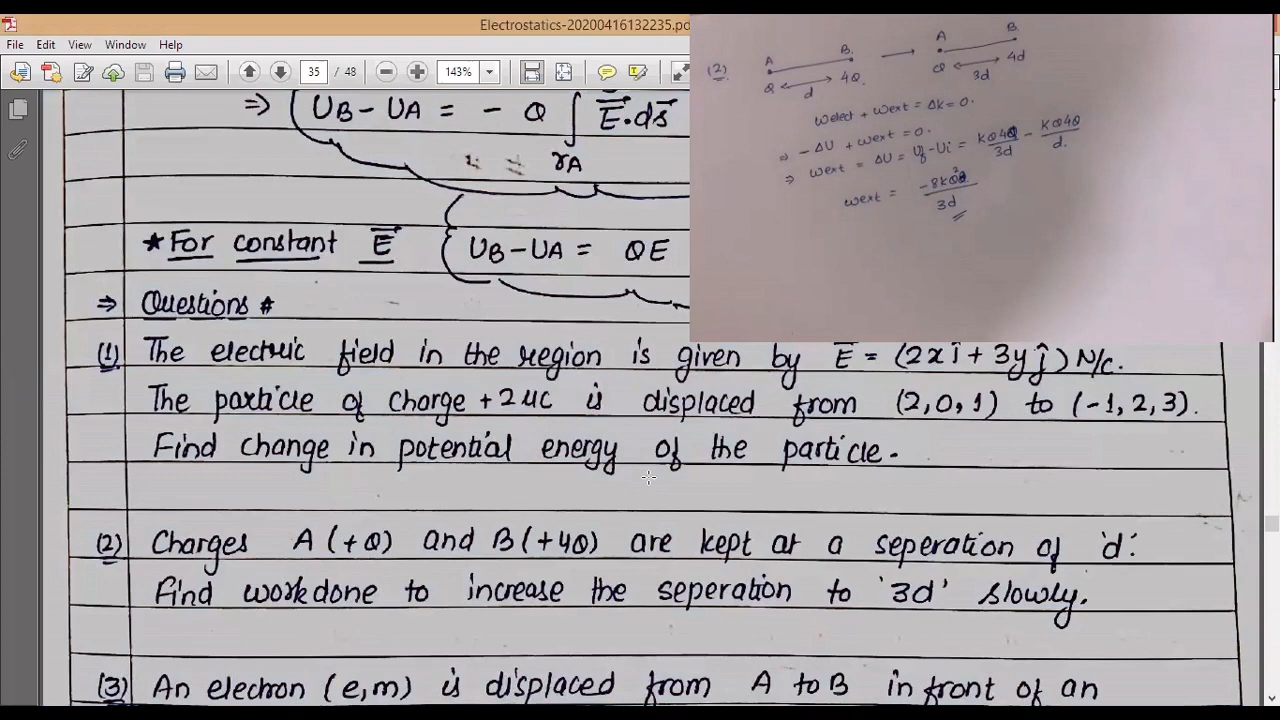 Electrostatics-20200416132235.pd
File Edit View Window Help
35 / 48 143%
⇒ UB-UA = - Q ∫ E⃗.ds⃗
rA
★For constant E⃗ UB-UA = QE
⇒ Questions *
(1) The electric field in the region is given by E⃗ = (2xî+3yĵ) N/c.
The particle of charge +2μc is displaced from (2,0,1) to (-1,2,3).
Find change in potential energy of the particle.
(2) Charges A(+Q) and B(+4Q) are kept at a seperation of 'd'.
Find workdone to increase the seperation to '3d' slowly.
(3) An electron (e,m) is displaced from A to B in front of an
(2) A B. → A B.
Q d 4Q. Q 3d 4d
welect + wext = Δk = 0.
⇒ -ΔU + wext = 0.
⇒ wext = ΔU = Uf-Ui = KQ4Q/3d - KQ4Q/d.
wext = -8KQ²/3d